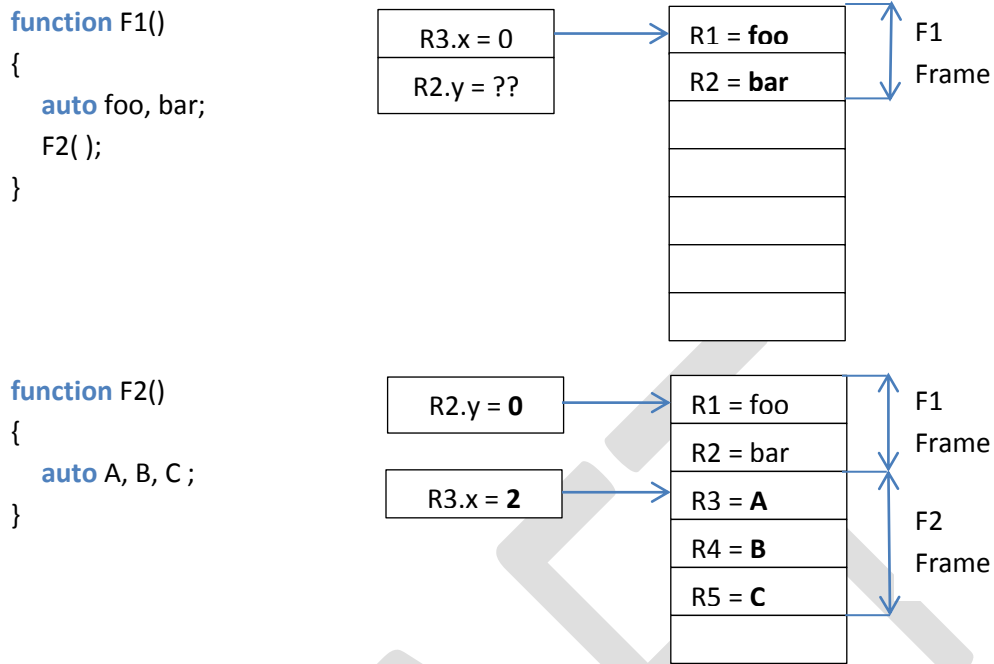 function F1()
{
auto foo, bar;
F2( );
}
R3.x = 0
R2.y = ??
R1 = foo
R2 = bar
F1
Frame
function F2()
{
auto A, B, C ;
}
R2.y = 0
R3.x = 2
R1 = foo
R2 = bar
R3 = A
R4 = B
R5 = C
F1
Frame
F2
Frame